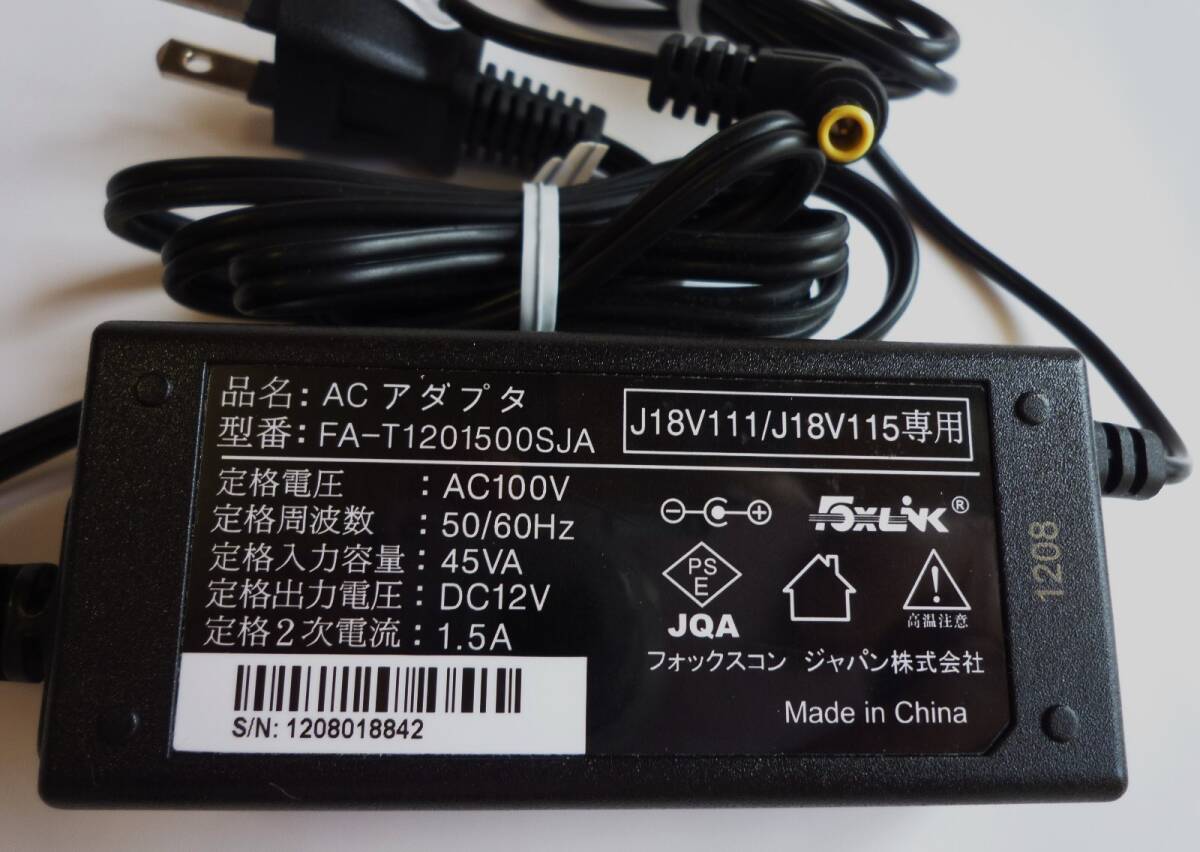 品名: AC アダプタ
型番: FA-T1201500SJA
J18V111/J18V115専用
定格電圧 : AC100V
定格周波数 : 50/60Hz
定格入力容量: 45VA
定格出力電圧: DC12V
定格2次電流: 1.5A
FOXLINK®
PS
E
JQA
高温注意
フォックスコン ジャパン株式会社
Made in China
S/N: 1208018842
1208